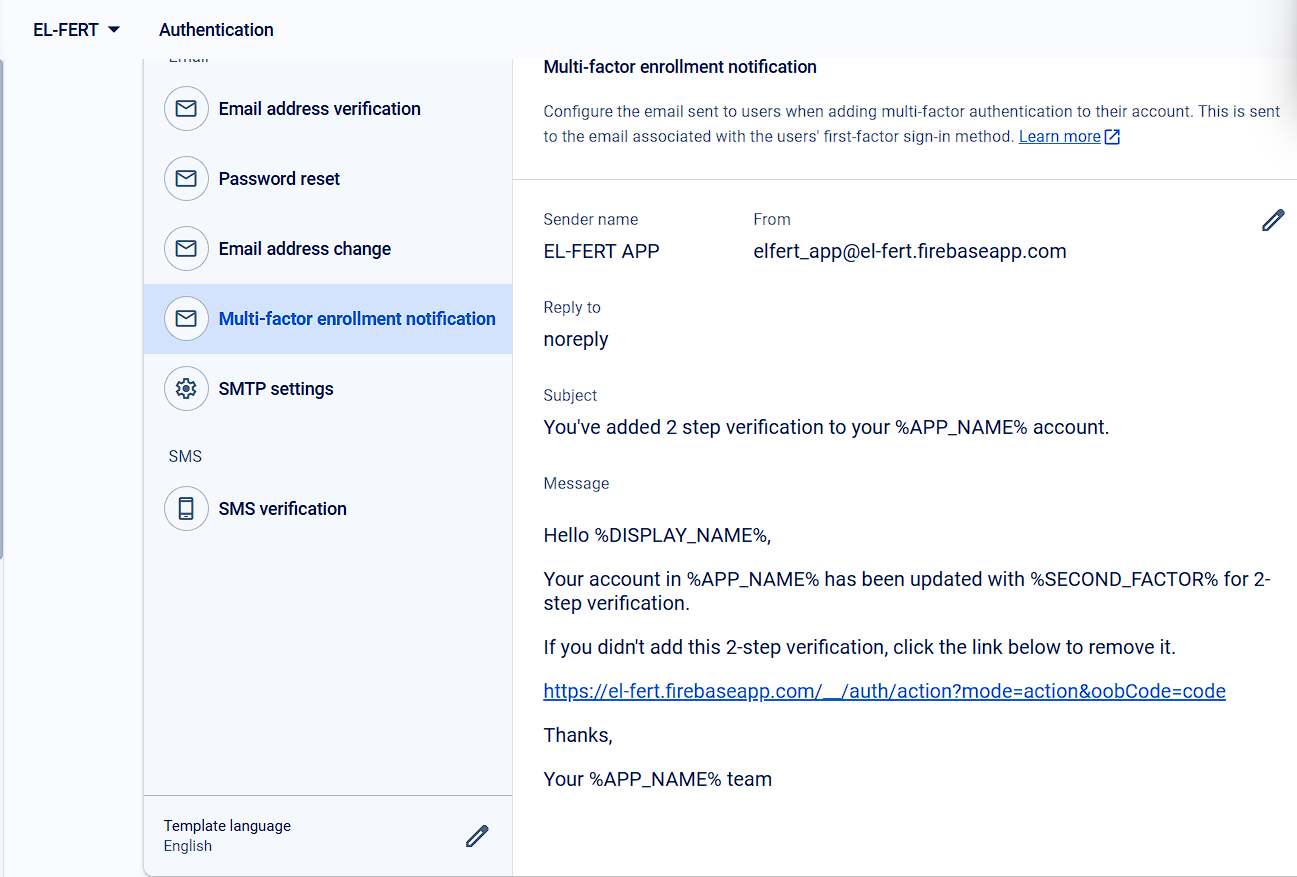 EL-FERT
Authentication
Email
Email address verification
Password reset
Email address change
Multi-factor enrollment notification
SMTP settings
SMS
SMS verification
Template language
English
Multi-factor enrollment notification
Configure the email sent to users when adding multi-factor authentication to their account. This is sent
to the email associated with the users' first-factor sign-in method. Learn more
Sender name
EL-FERT APP
From
elfert_app@el-fert.firebaseapp.com
Reply to
noreply
Subject
You've added 2 step verification to your %APP_NAME% account.
Message
Hello %DISPLAY_NAME%,
Your account in %APP_NAME% has been updated with %SECOND_FACTOR% for 2-
step verification.
If you didn't add this 2-step verification, click the link below to remove it.
https://el-fert.firebaseapp.com/__/auth/action?mode=action&oobCode=code
Thanks,
Your %APP_NAME% team